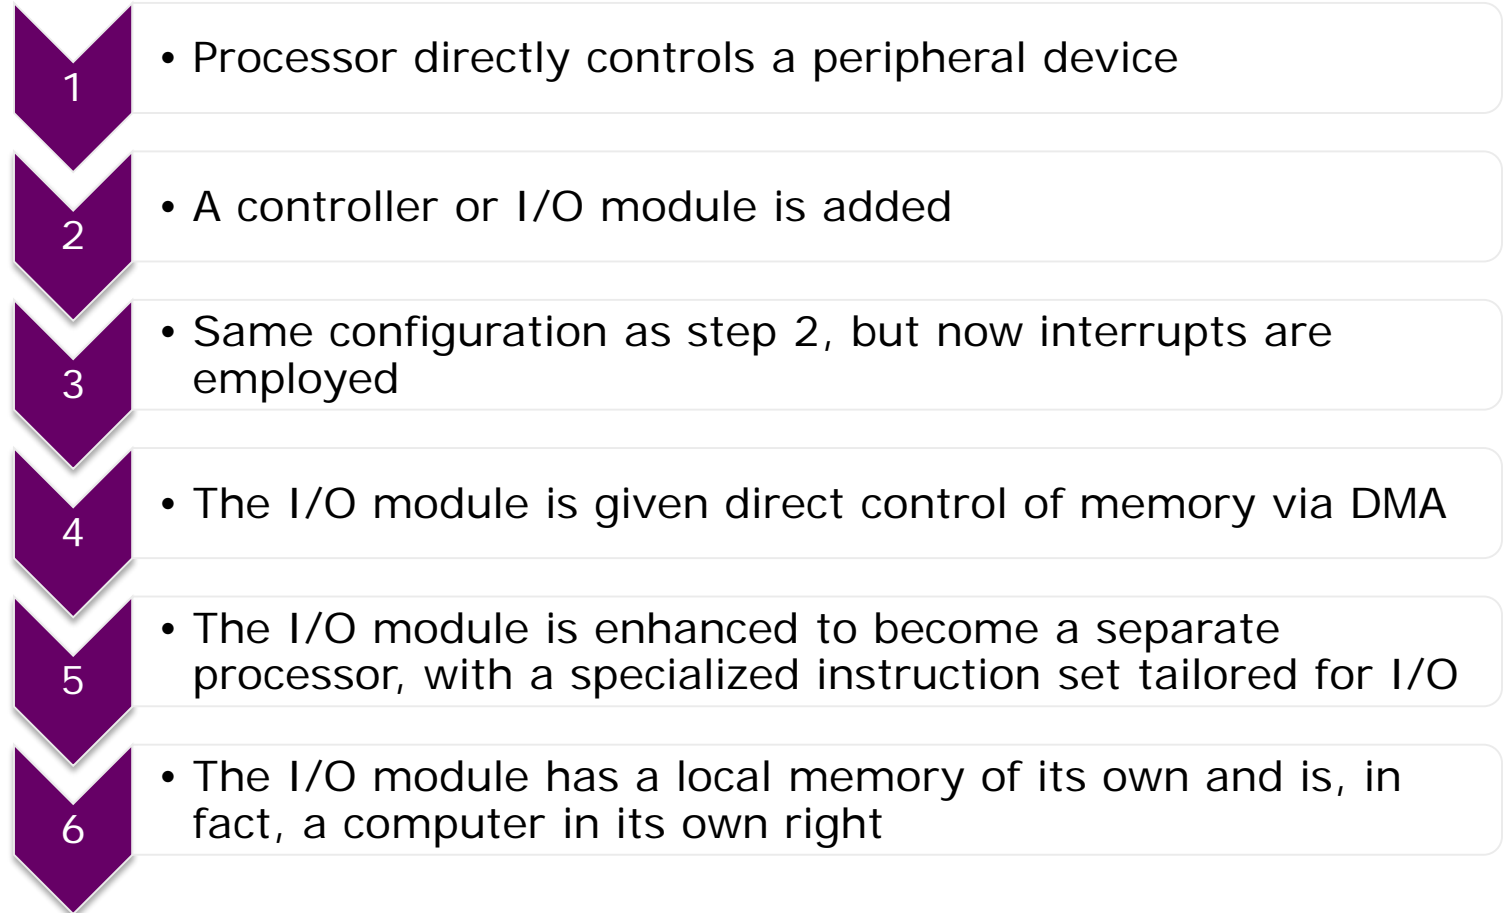 1
• Processor directly controls a peripheral device
2
• A controller or I/O module is added
3
• Same configuration as step 2, but now interrupts are
employed
4
• The I/O module is given direct control of memory via DMA
5
• The I/O module is enhanced to become a separate
processor, with a specialized instruction set tailored for I/O
6
• The I/O module has a local memory of its own and is, in
fact, a computer in its own right